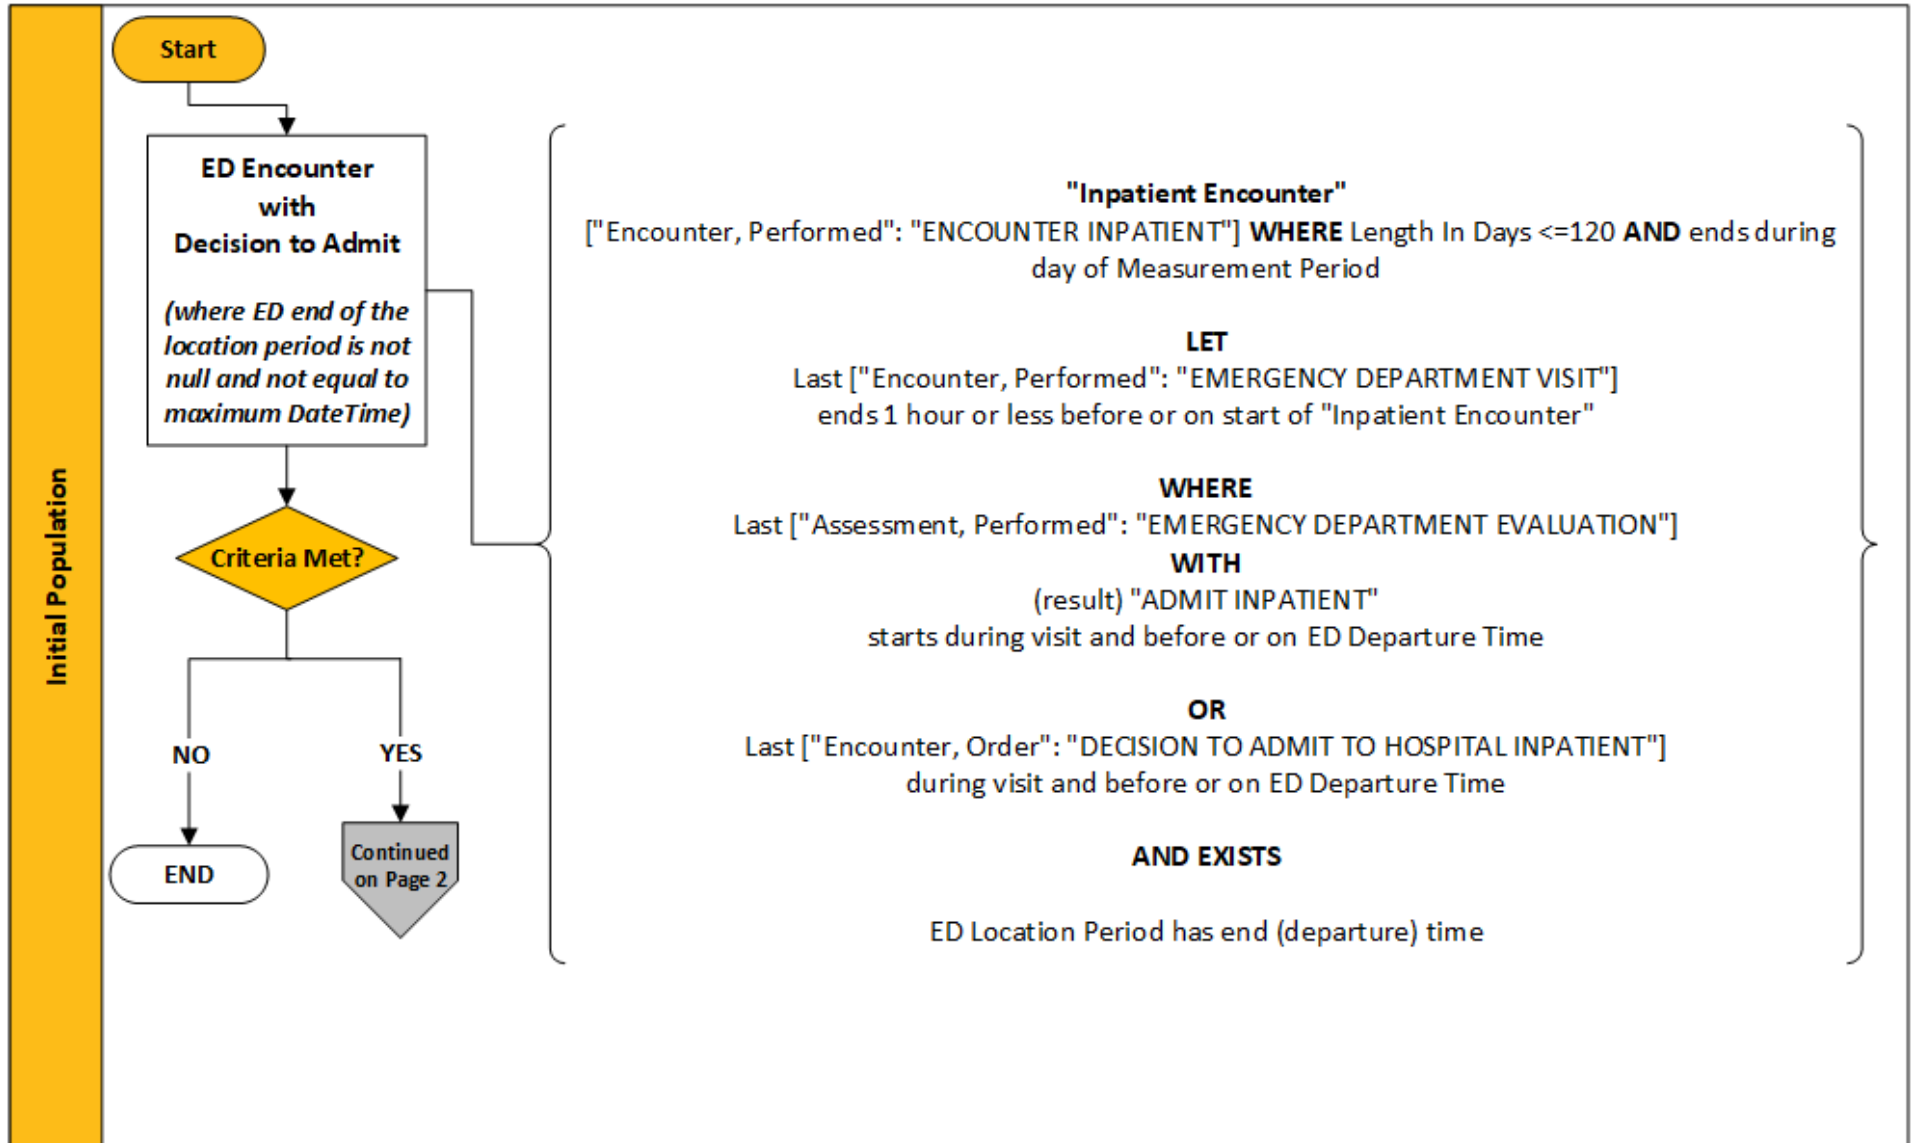 Initial Population
Start
ED Encounter
with
Decision to Admit
(where ED end of the
location period is not
null and not equal to
maximum DateTime)
Criteria Met?
NO
YES
END
Continued
on Page 2
"Inpatient Encounter"
["Encounter, Performed": "ENCOUNTER INPATIENT"] WHERE Length In Days <=120 AND ends during
day of Measurement Period
LET
Last ["Encounter, Performed": "EMERGENCY DEPARTMENT VISIT"]
ends 1 hour or less before or on start of "Inpatient Encounter"
WHERE
Last ["Assessment, Performed": "EMERGENCY DEPARTMENT EVALUATION"]
WITH
(result) "ADMIT INPATIENT"
starts during visit and before or on ED Departure Time
OR
Last ["Encounter, Order": "DECISION TO ADMIT TO HOSPITAL INPATIENT"]
during visit and before or on ED Departure Time
AND EXISTS
ED Location Period has end (departure) time